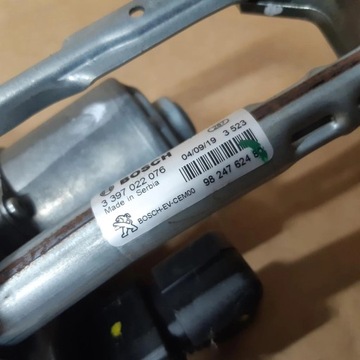 BOSCH
3 397 022 076
Made in Serbia
04/09/19 3 523
BOSCH-EV-CEM00
98 247 624